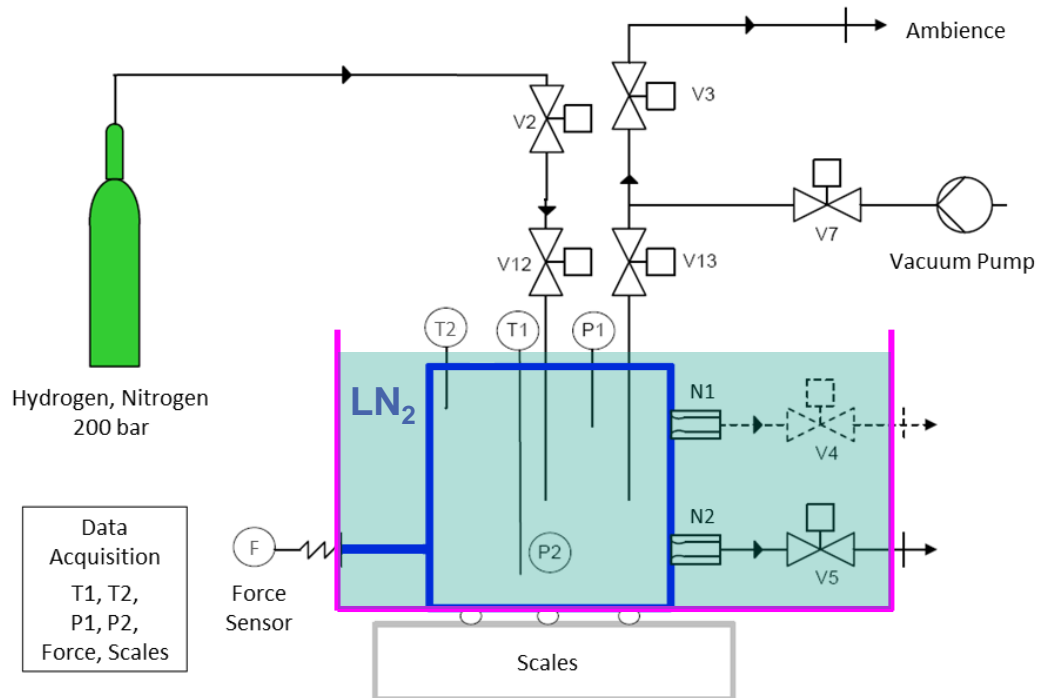 Ambience
V3
V2
V7
Vacuum Pump
V12
V13
T2
T1
P1
Hydrogen, Nitrogen
200 bar
LN2
N1
V4
N2
P2
V5
F
Force
Sensor
Data
Acquisition
T1, T2,
P1, P2,
Force, Scales
Scales